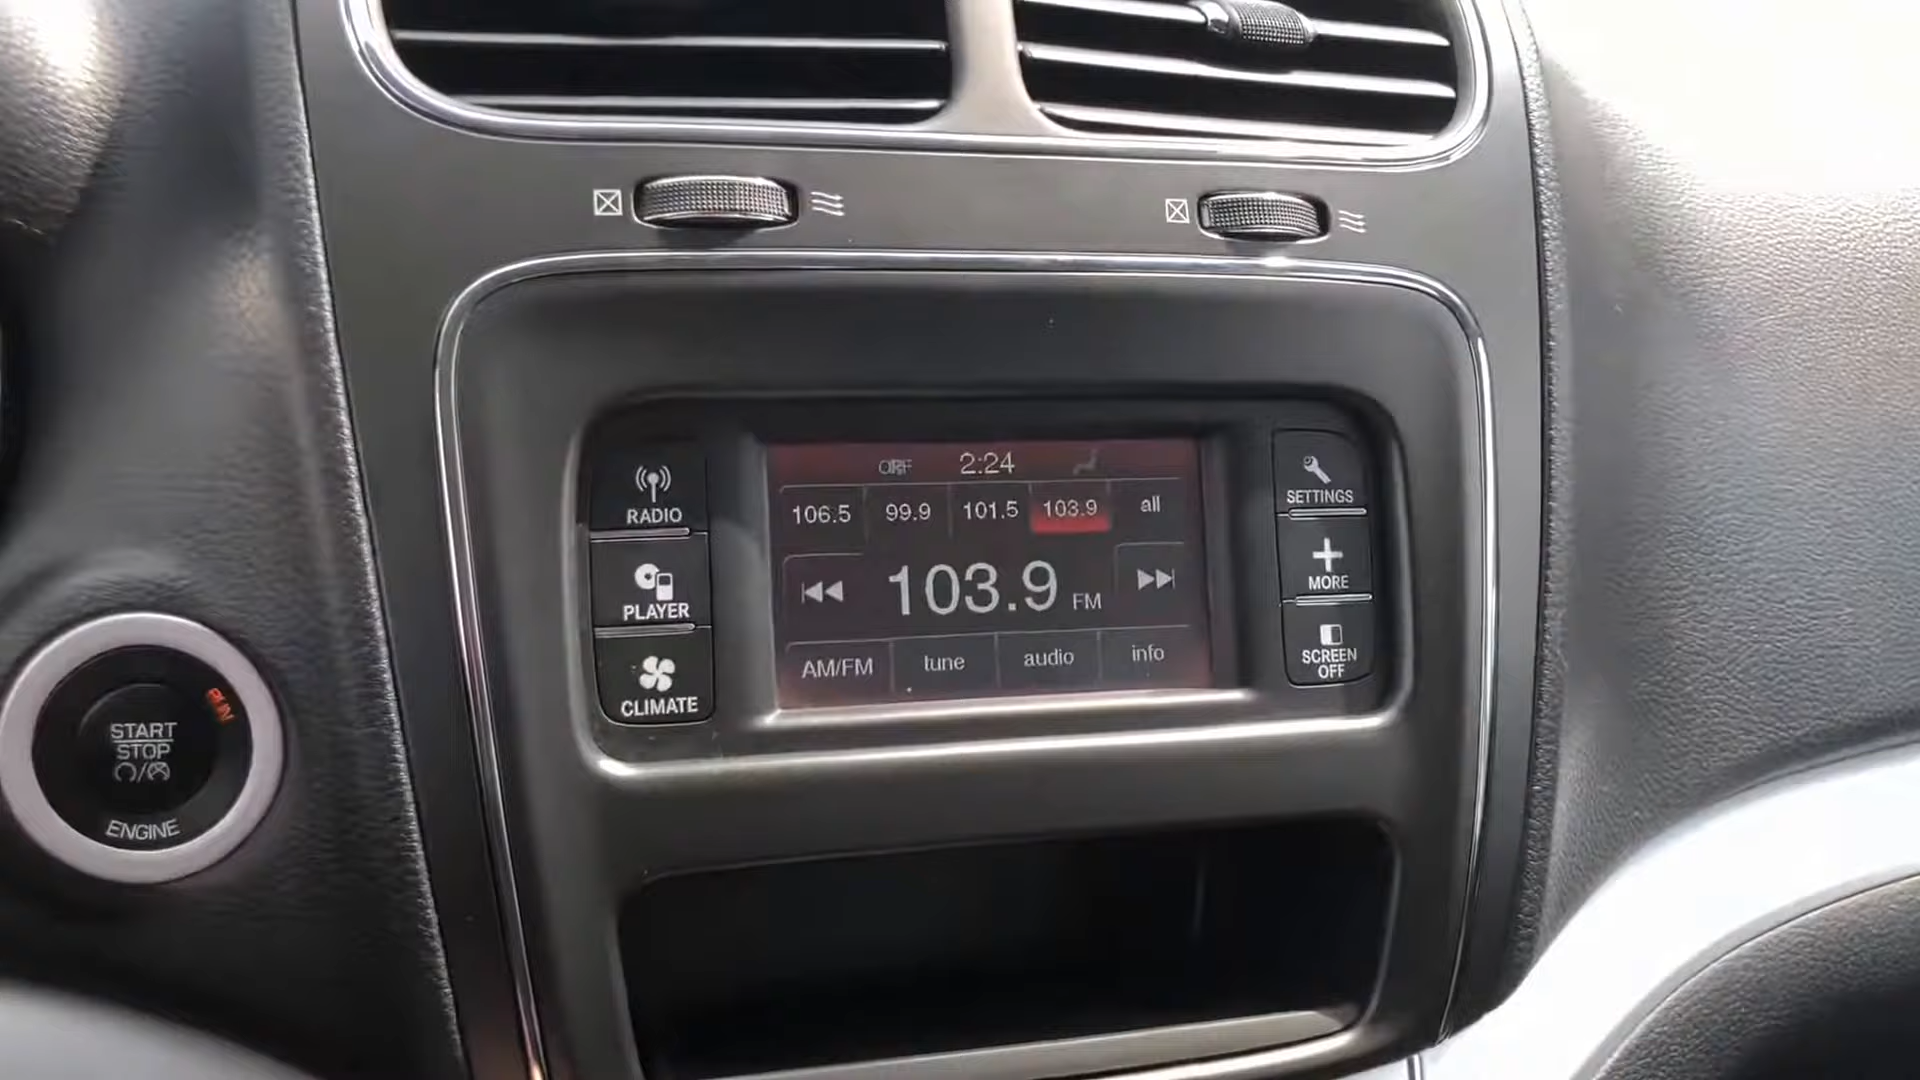 2:24
106.5 99.9 101.5 103.9 all
103.9 FM
AM/FM tune audio info
RADIO
PLAYER
CLIMATE
SETTINGS
MORE
SCREEN
OFF
RUN
START
STOP
ENGINE